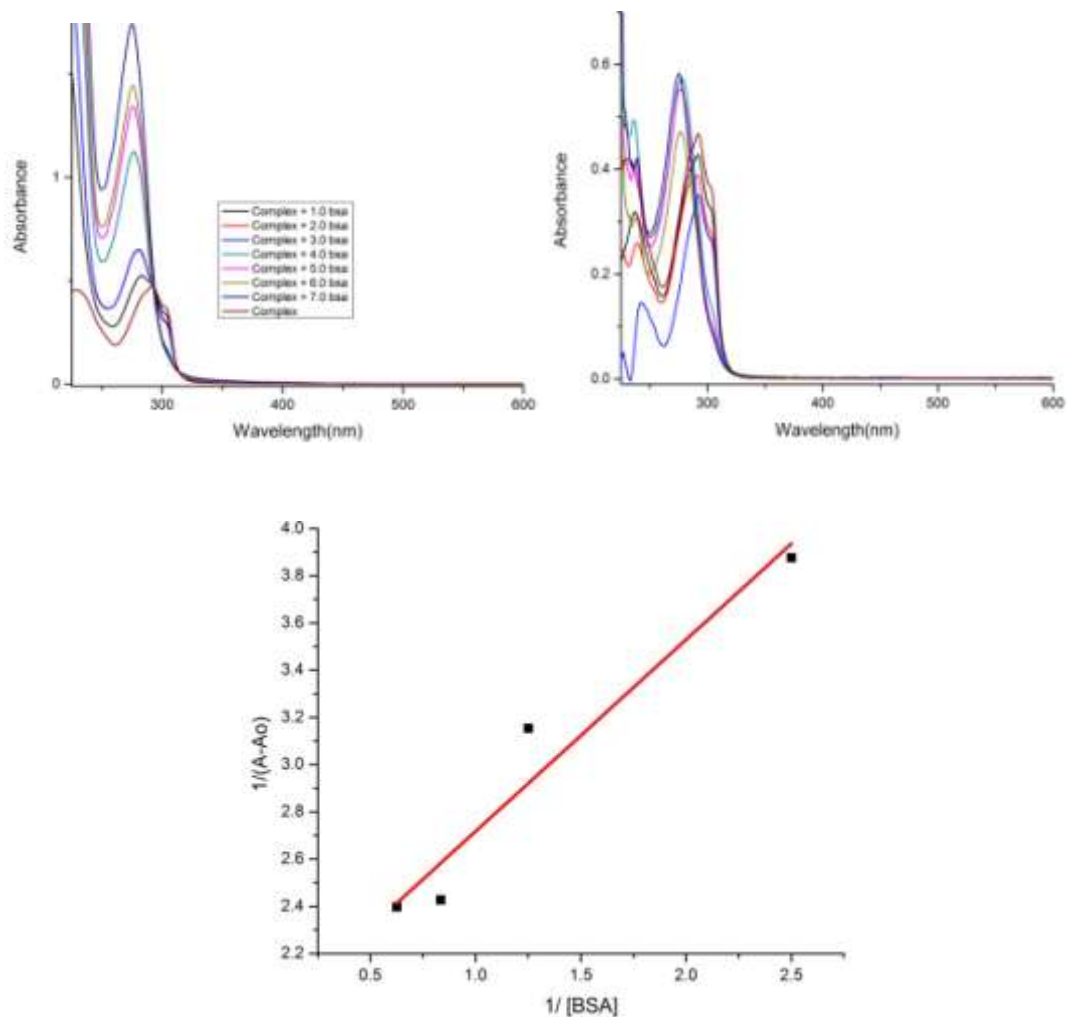 Absorbance
1
0
Complex + 1.0 bsa
Complex + 2.0 bsa
Complex + 3.0 bsa
Complex + 4.0 bsa
Complex + 5.0 bsa
Complex + 6.0 bsa
Complex + 7.0 bsa
Complex
300 400 500 600
Wavelength(nm)
Absorbance
0.6
0.4
0.2
0.0
300 400 500 600
Wavelength(nm)
1/(A-Ao)
4.0
3.8
3.6
3.4
3.2
3.0
2.8
2.6
2.4
2.2
0.5 1.0 1.5 2.0 2.5
1/ [BSA]